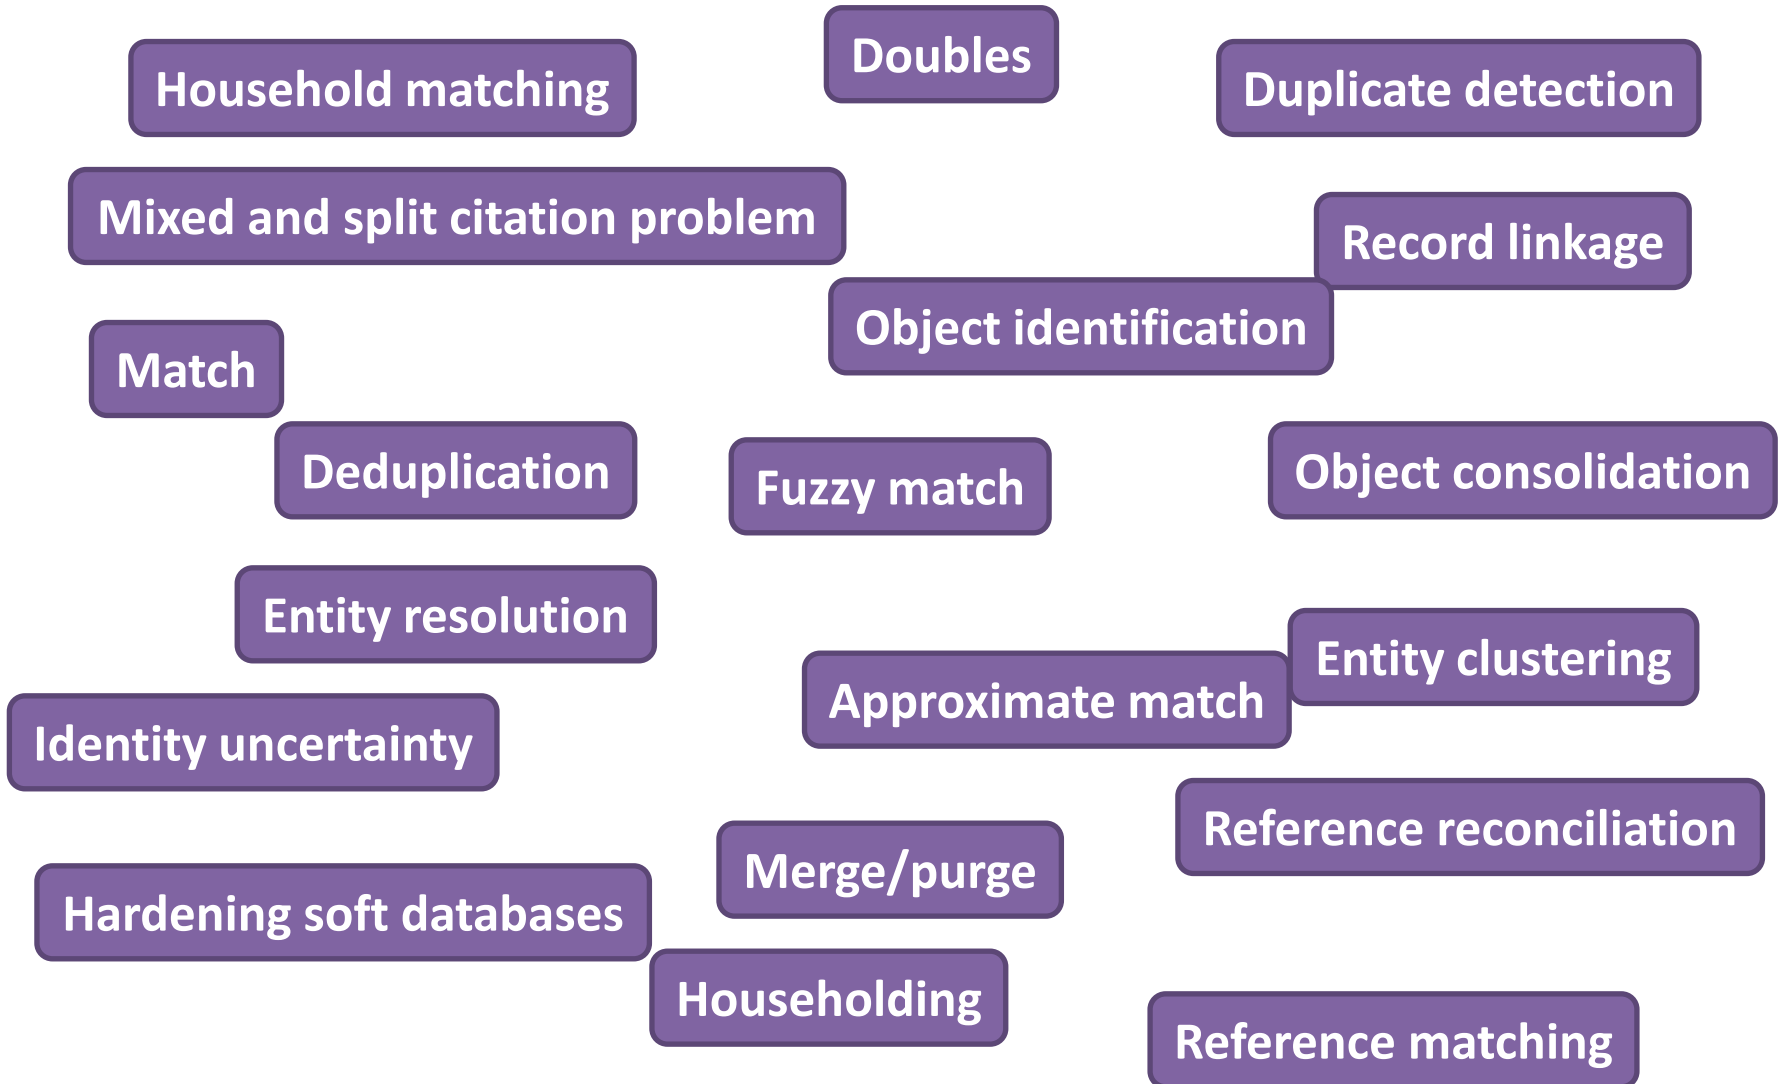 Doubles
Household matching
Duplicate detection
Mixed and split citation problem
Record linkage
Object identification
Match
Deduplication
Fuzzy match
Object consolidation
Entity resolution
Entity clustering
Approximate match
Identity uncertainty
Reference reconciliation
Merge/purge
Hardening soft databases
Householding
Reference matching